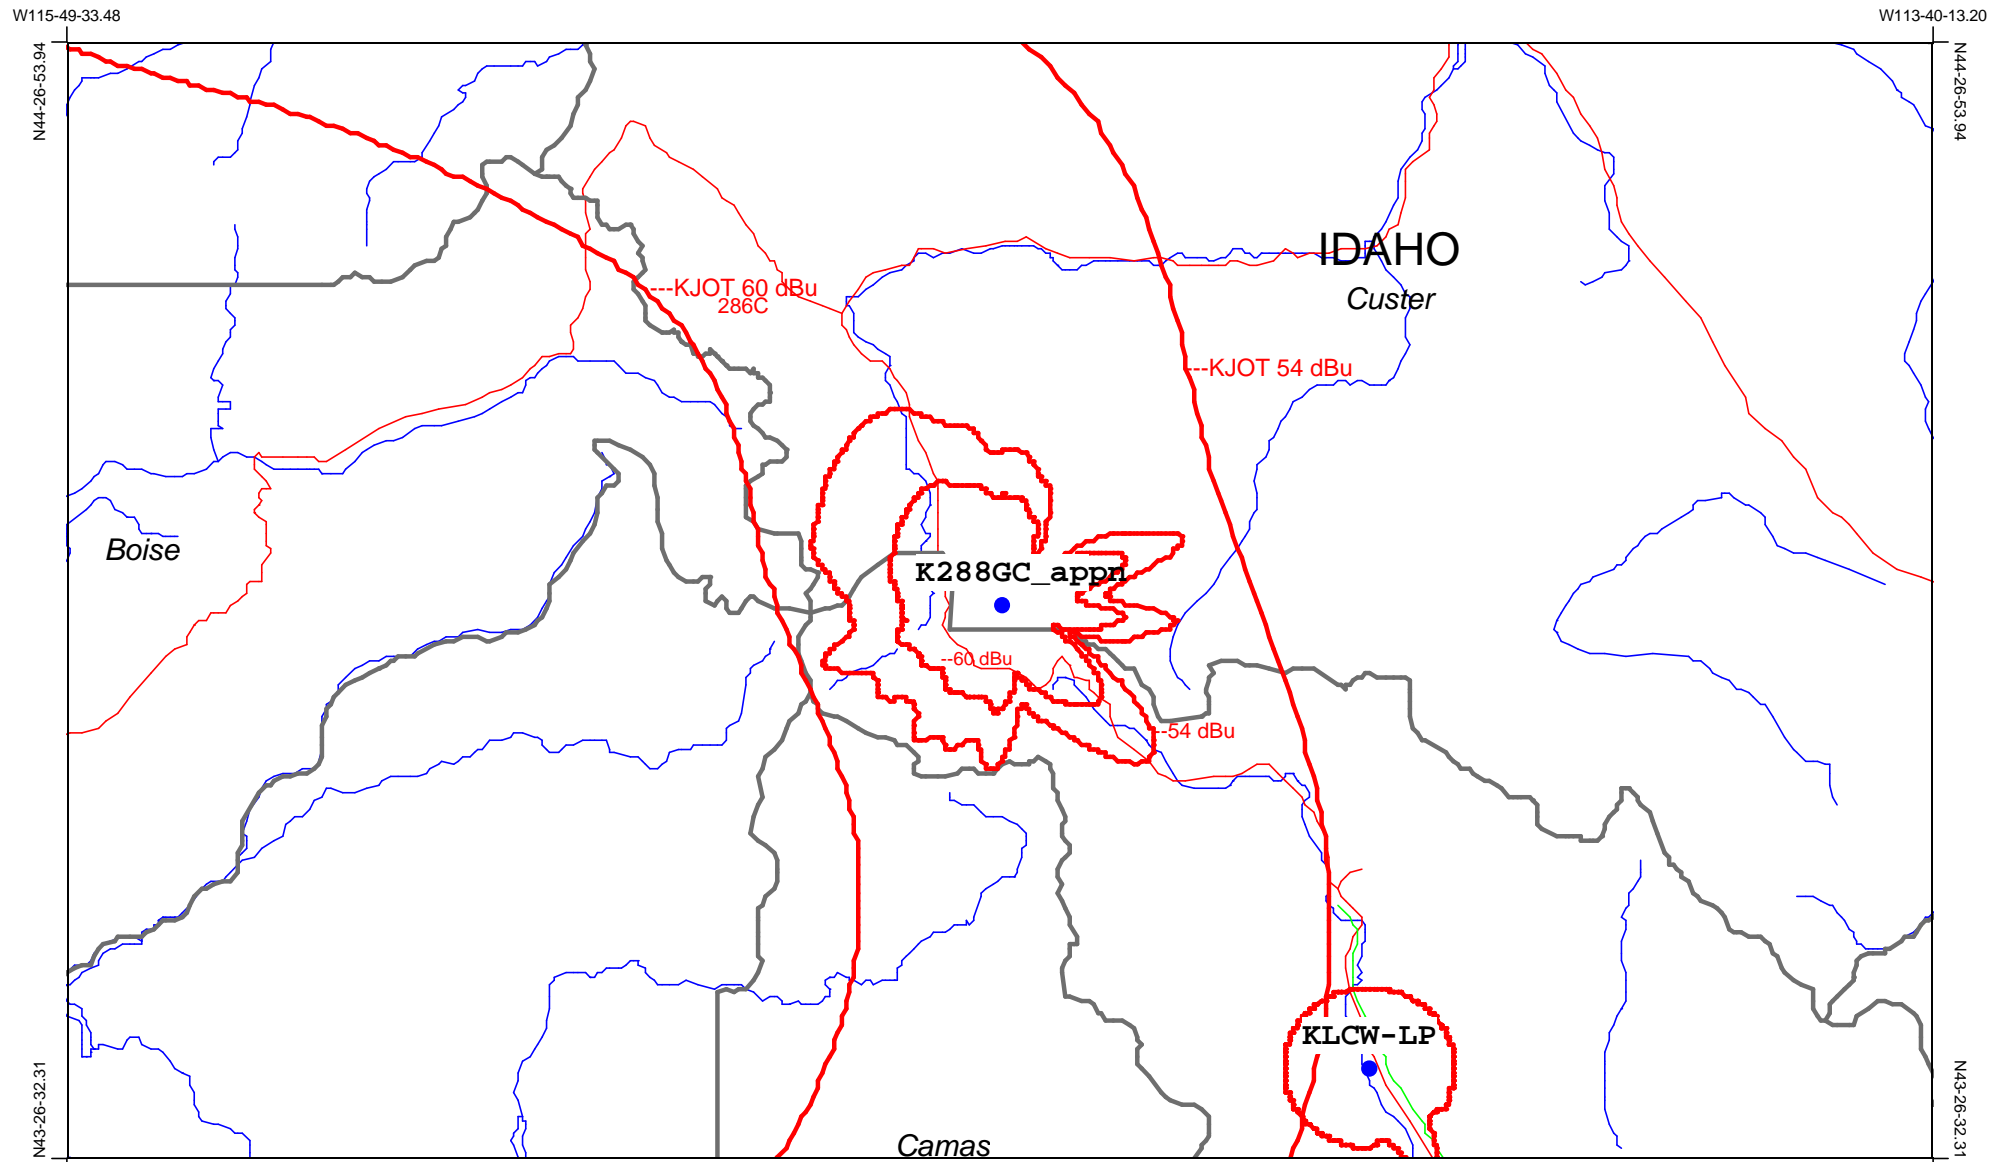 W115-49-33.48
W113-40-13.20
N44-26-53.94
N44-26-53.94
IDAHO
Custer
---KJOT 60 dBu
286C
---KJOT 54 dBu
Boise
K288GC_appn
--60 dBu
--54 dBu
KLCW-LP
N43-26-32.31
N43-26-32.31
Camas